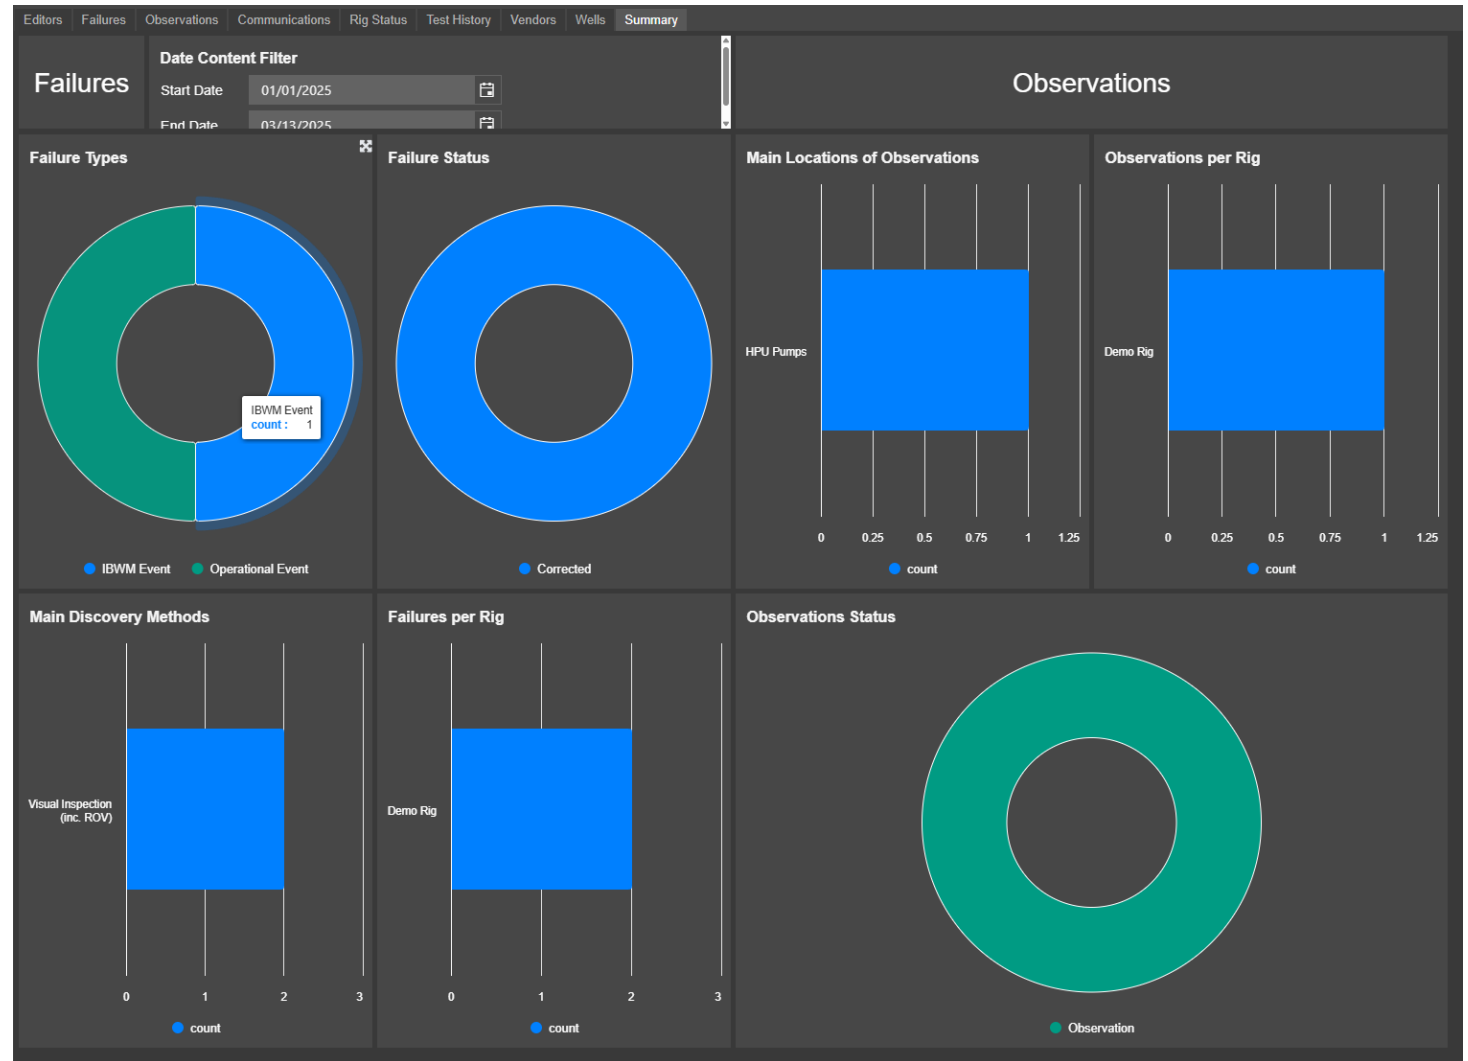 Editors Failures Observations Communications Rig Status Test History Vendors Wells Summary
Failures
Date Content Filter
Start Date 01/01/2025
End Date 03/13/2025
Observations
Failure Types
IBWM Event
count : 1
IBWM Event Operational Event
Failure Status
Corrected
Main Locations of Observations
HPU Pumps
0 0.25 0.5 0.75 1 1.25
count
Observations per Rig
Demo Rig
0 0.25 0.5 0.75 1 1.25
count
Main Discovery Methods
Visual Inspection
(inc. ROV)
0 1 2 3
count
Failures per Rig
Demo Rig
0 1 2 3
count
Observations Status
Observation